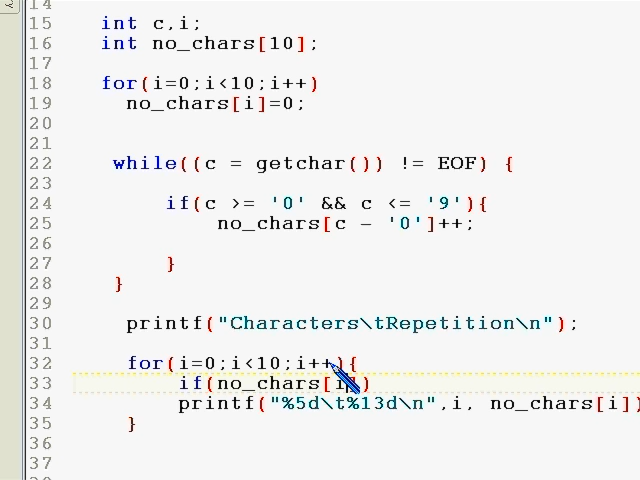 14
15 int c,i;
16 int no_chars[10];
17
18 for(i=0;i<10;i++)
19 no_chars[i]=0;
20
21
22 while((c = getchar()) != EOF) {
23
24 if(c >= '0' && c <= '9'){
25 no_chars[c - '0']++;
26
27 }
28 }
29
30 printf("Characters\tRepetition\n");
31
32 for(i=0;i<10;i++){
33 if(no_chars[i])
34 printf("%5d\t%13d\n",i, no_chars[i])
35 }
36
37